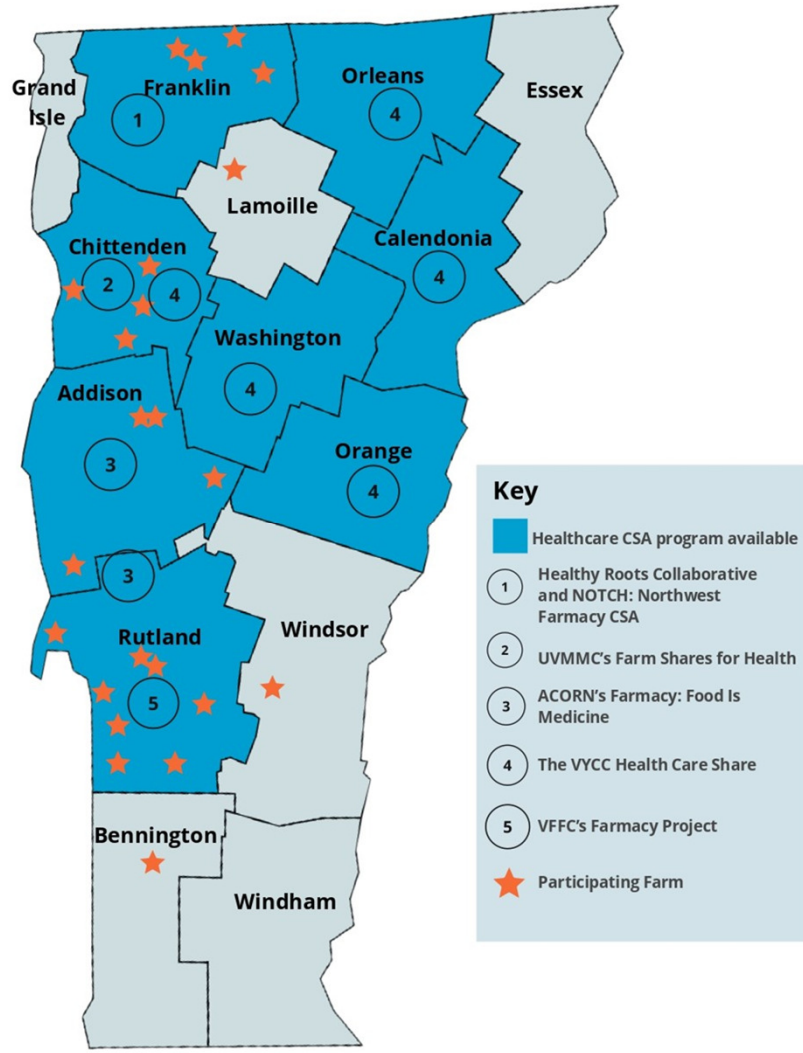 Grand
Isle
Franklin
1
Orleans
4
Essex
Lamoille
Chittenden
2
4
Calendonia
4
Washington
4
Addison
3
Orange
4
3
Rutland
5
Windsor
Bennington
Windham
Key
Healthcare CSA program available
1
Healthy Roots Collaborative
and NOTCH: Northwest
Farmacy CSA
2
UVMMC's Farm Shares for Health
3
ACORN's Farmacy: Food Is
Medicine
4
The VYCC Health Care Share
5
VFFC's Farmacy Project
Participating Farm